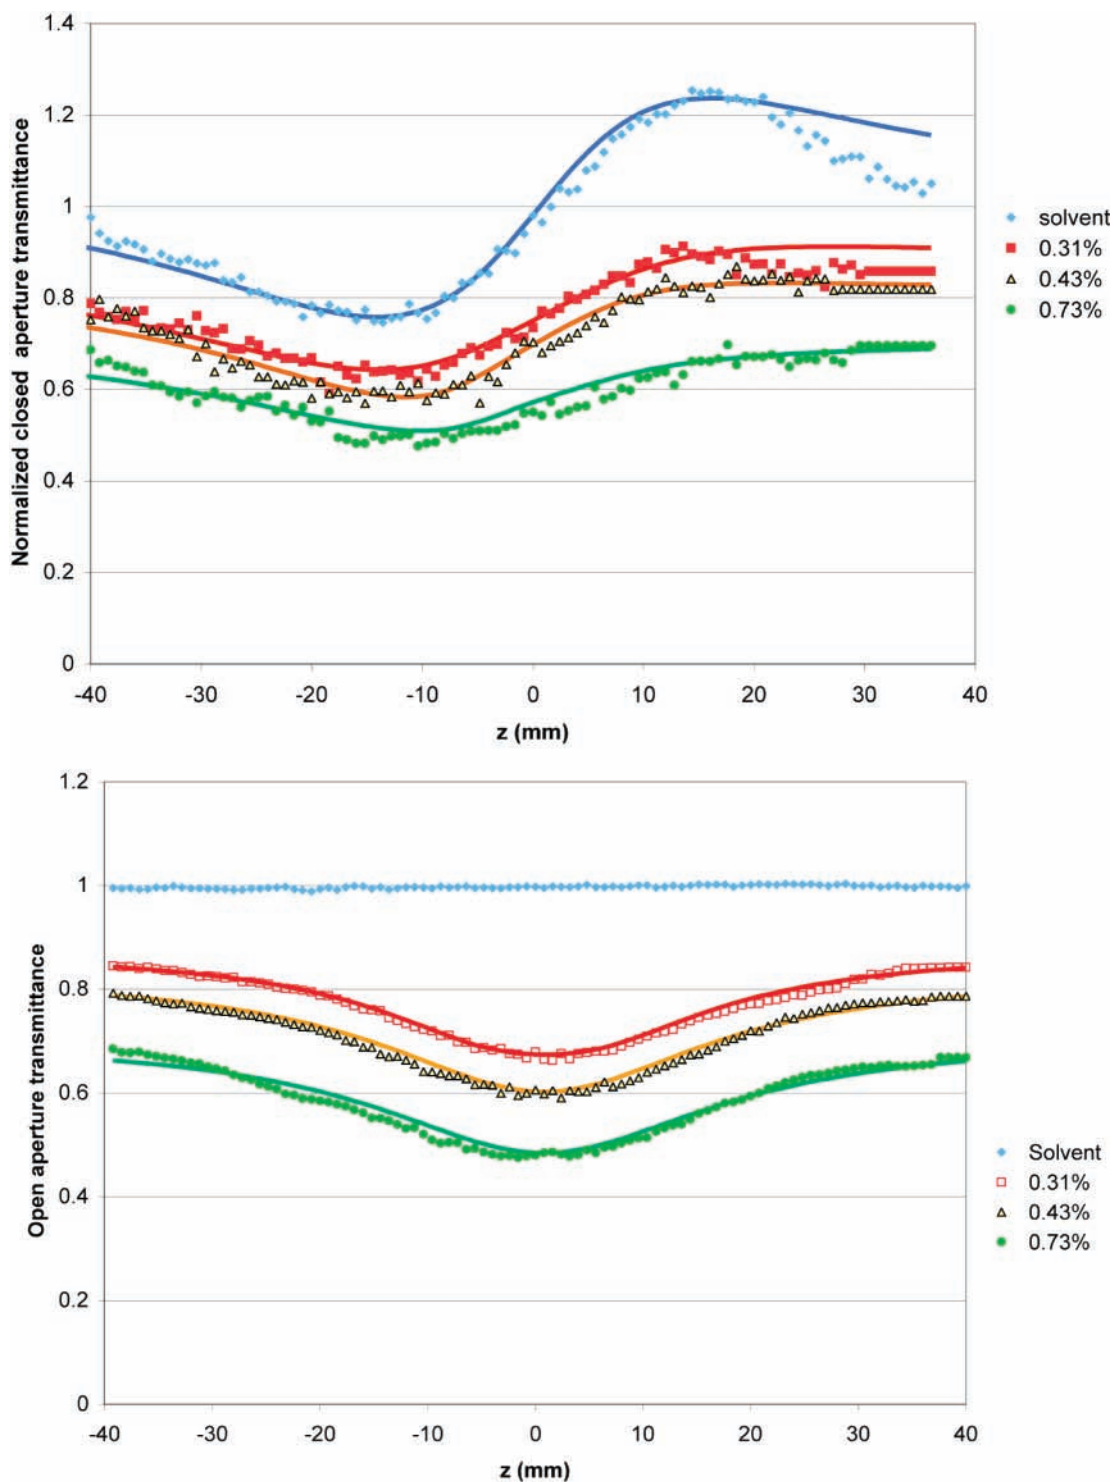 1.4
1.2
1
0.8
0.6
0.4
0.2
0
Normalized closed aperture transmittance
-40 -30 -20 -10 0 10 20 30 40
z (mm)
solvent
0.31%
0.43%
0.73%
1.2
1
0.8
0.6
0.4
0.2
0
Open aperture transmittance
-40 -30 -20 -10 0 10 20 30 40
z (mm)
Solvent
0.31%
0.43%
0.73%